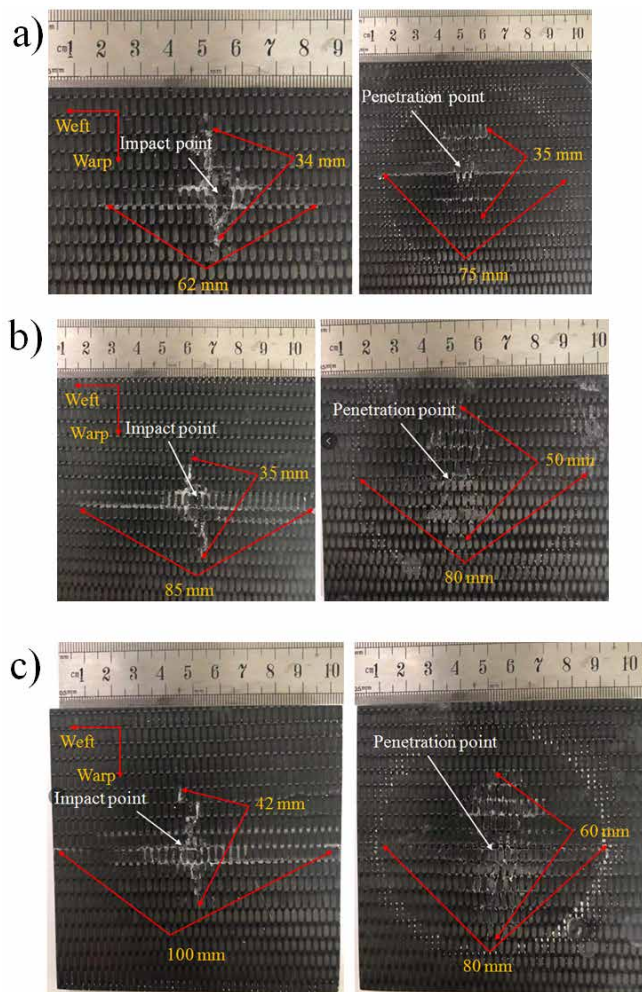 a)
cm 1 2 3 4 5 6 7 8 9
Weft
Warp
Impact point
34 mm
62 mm
1 2 3 4 5 6 7 8 9 10
Penetration point
35 mm
75 mm
b)
1 2 3 4 5 6 7 8 9 10
Weft
Warp
Impact point
35 mm
85 mm
1 2 3 4 5 6 7 8 9 10
Penetration point
50 mm
80 mm
c)
cm 1 2 3 4 5 6 7 8 9 10
Weft
Warp
Impact point
42 mm
100 mm
cm 1 2 3 4 5 6 7 8 9 10
Penetration point
60 mm
80 mm